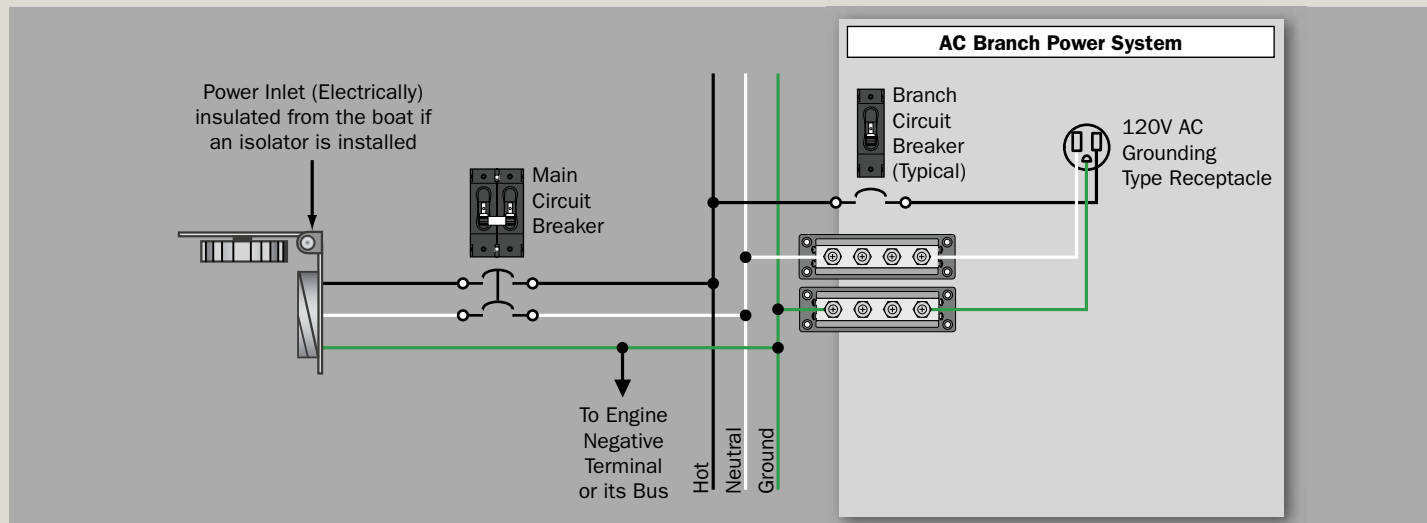 AC Branch Power System
Power Inlet (Electrically)
insulated from the boat if
an isolator is installed
Main
Circuit
Breaker
Branch
Circuit
Breaker
(Typical)
120V AC
Grounding
Type Receptacle
To Engine
Negative
Terminal
or its Bus
Hot
Neutral
Ground